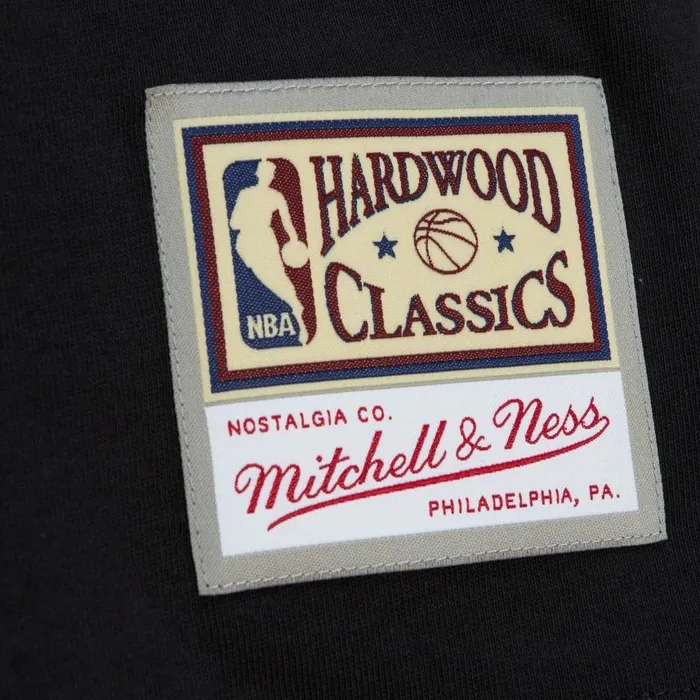 HARDWOOD
CLASSICS
NBA
NOSTALGIA CO.
Mitchell & Ness
PHILADELPHIA, PA.